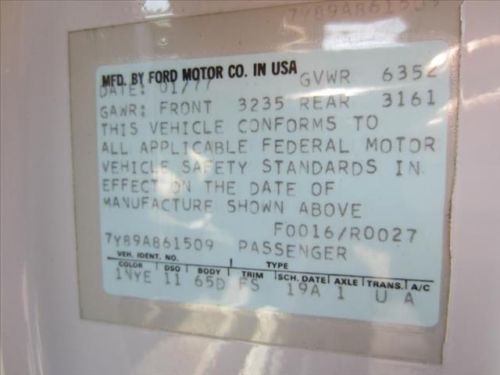 7Y89A861509
MFD. BY FORD MOTOR CO. IN USA
DATE: 01/77 GVWR 6352
GAWR: FRONT 3235 REAR 3161
THIS VEHICLE CONFORMS TO
ALL APPLICABLE FEDERAL MOTOR
VEHICLE SAFETY STANDARDS IN
EFFECT ON THE DATE OF
MANUFACTURE SHOWN ABOVE
F0016/R0027
7Y89A861509 PASSENGER
VEH. IDENT. NO. TYPE
COLOR DSO BODY TRIM SCH. DATE AXLE TRANS. A/C
11 65D FS 19A 1 U A